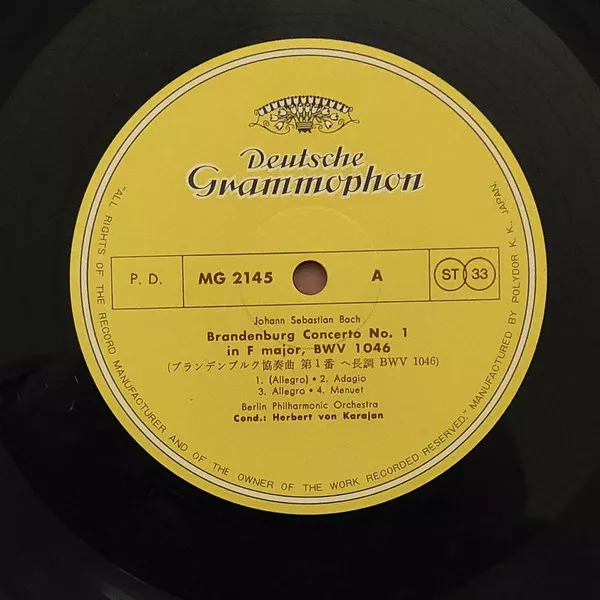 Deutsche
Grammophon
P. D. MG 2145 A ST 33
Johann Sebastian Bach
Brandenburg Concerto No. 1
in F major, BWV 1046
(ブランデンブルク協奏曲 第1番 ヘ長調 BWV 1046)
1. (Allegro) • 2. Adagio
3. Allegro • 4. Menuet
Berlin Philharmonic Orchestra
Cond.: Herbert von Karajan
"ALL RIGHTS OF THE RECORD MANUFACTURER AND OF THE OWNER OF THE WORK RECORDED RESERVED." MANUFACTURED BY POLYDOR K. K., JAPAN.